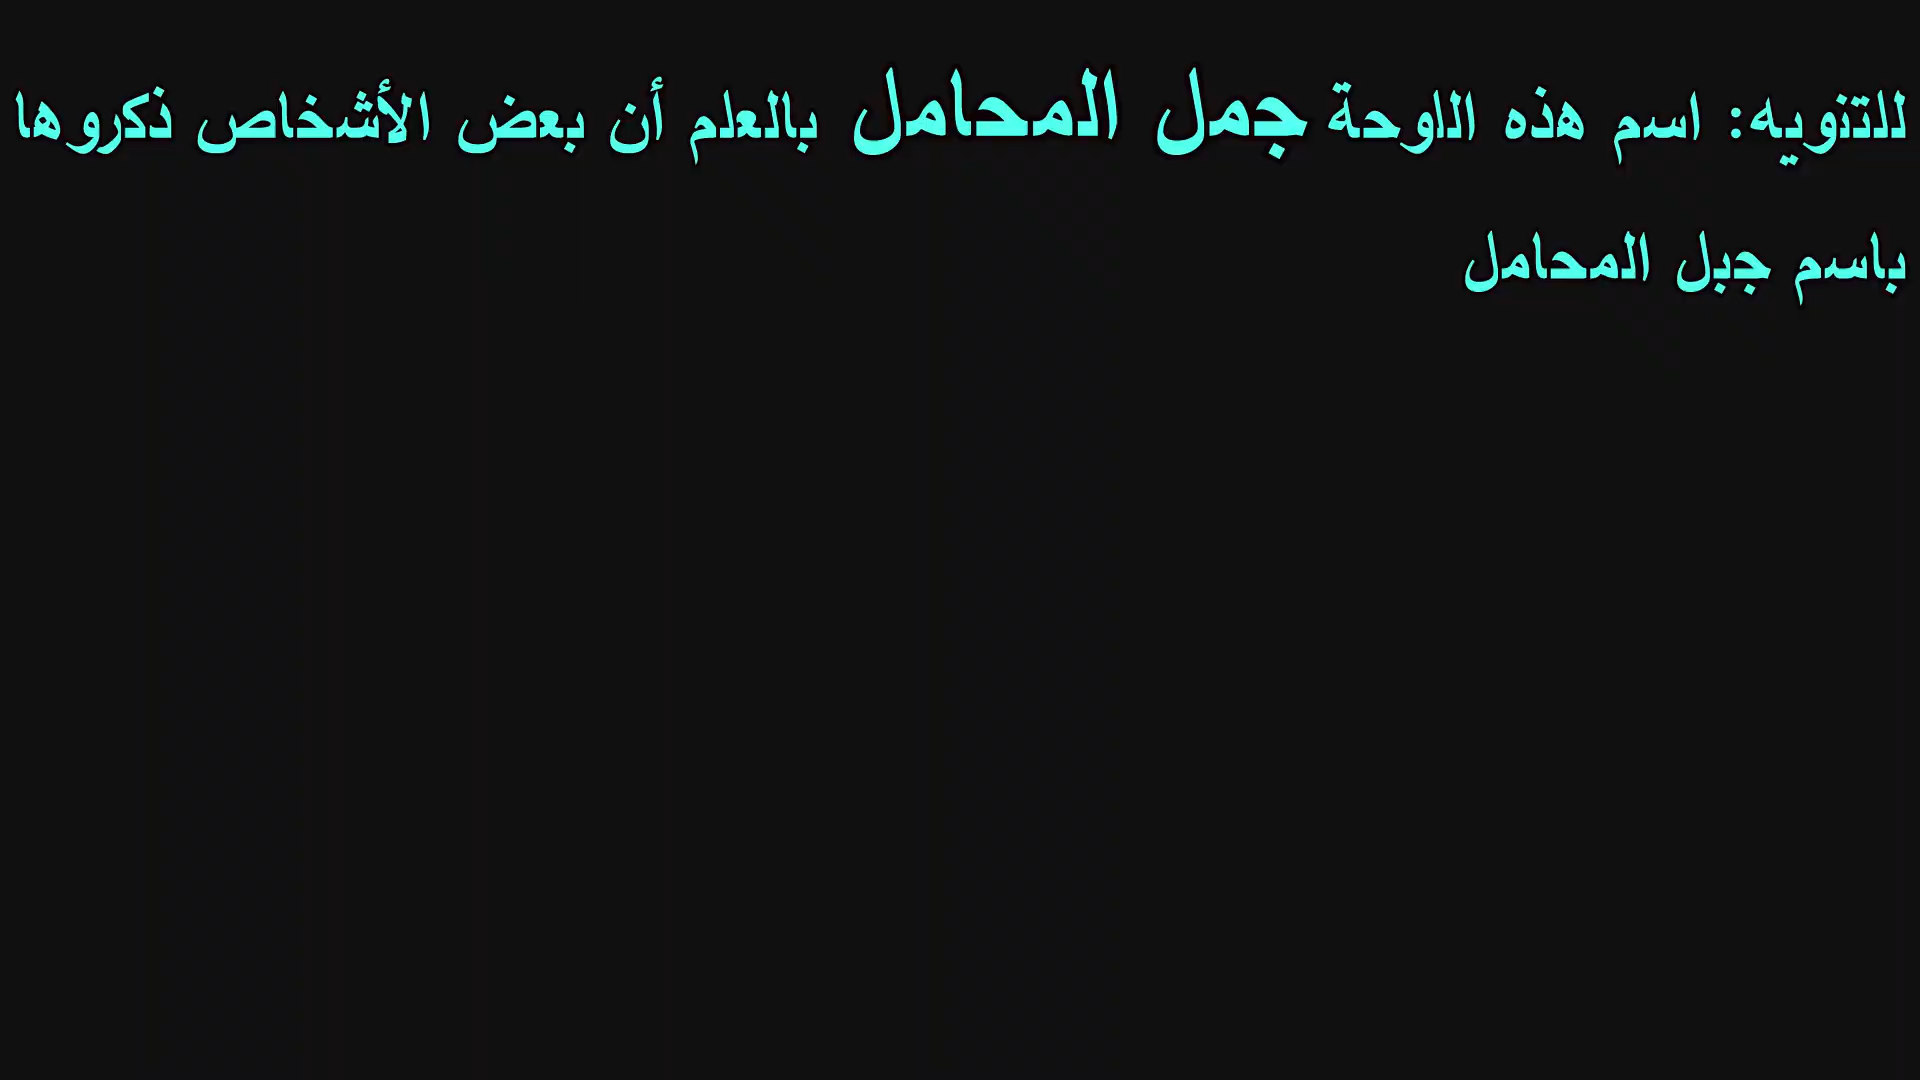 للتنويه: اسم هذه اللوحة جمل المحامل بالعلم أن بعض الأشخاص ذكروها
باسم جبل المحامل